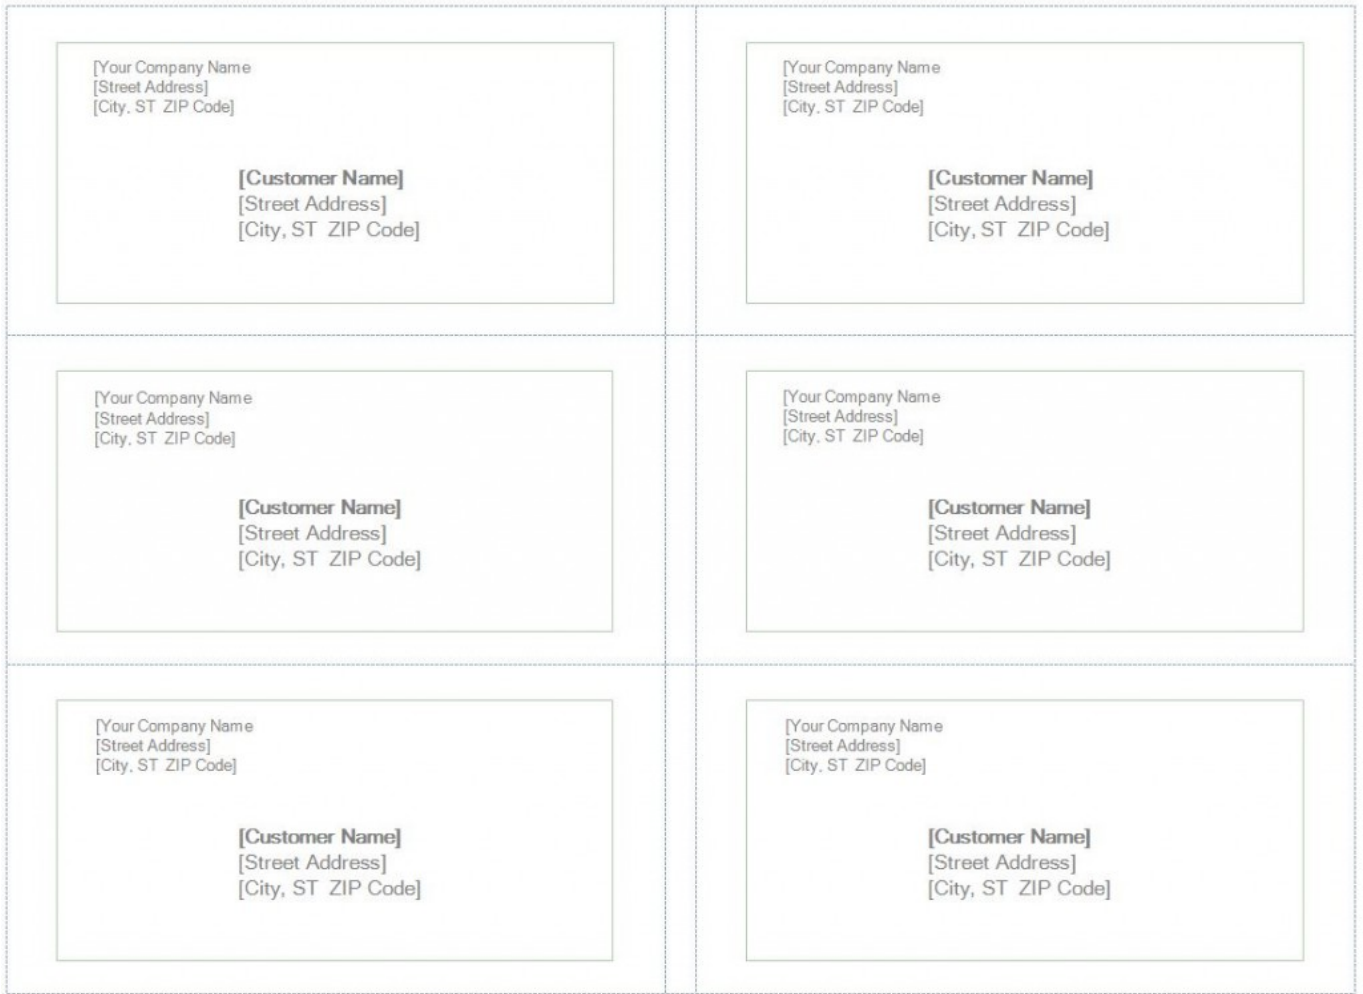 [Your Company Name
[Street Address]
[City, ST  ZIP Code]
[Customer Name]
[Street Address]
[City, ST  ZIP Code]
[Your Company Name
[Street Address]
[City, ST  ZIP Code]
[Customer Name]
[Street Address]
[City, ST  ZIP Code]
[Your Company Name
[Street Address]
[City, ST  ZIP Code]
[Customer Name]
[Street Address]
[City, ST  ZIP Code]
[Your Company Name
[Street Address]
[City, ST  ZIP Code]
[Customer Name]
[Street Address]
[City, ST  ZIP Code]
[Your Company Name
[Street Address]
[City, ST  ZIP Code]
[Customer Name]
[Street Address]
[City, ST  ZIP Code]
[Your Company Name
[Street Address]
[City, ST  ZIP Code]
[Customer Name]
[Street Address]
[City, ST  ZIP Code]